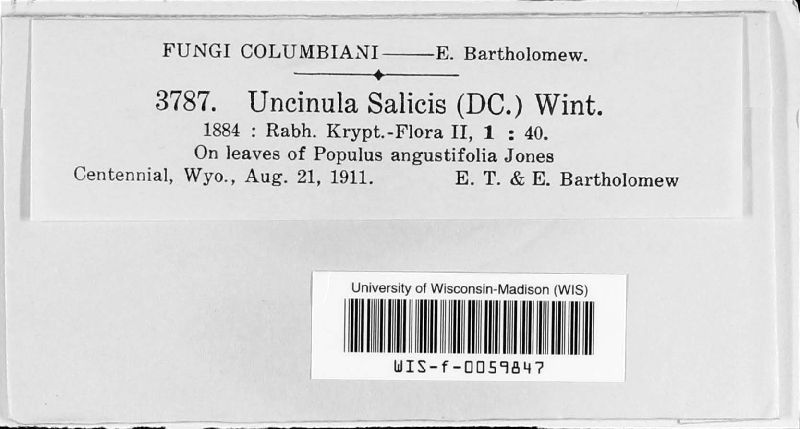 FUNGI COLUMBIANI——E. Bartholomew.
3787. Uncinula Salicis (DC.) Wint.
1884 : Rabh. Krypt.-Flora II, 1 : 40.
On leaves of Populus angustifolia Jones
Centennial, Wyo., Aug. 21, 1911. E. T. & E. Bartholomew
University of Wisconsin-Madison (WIS)
WIS-f-0059847